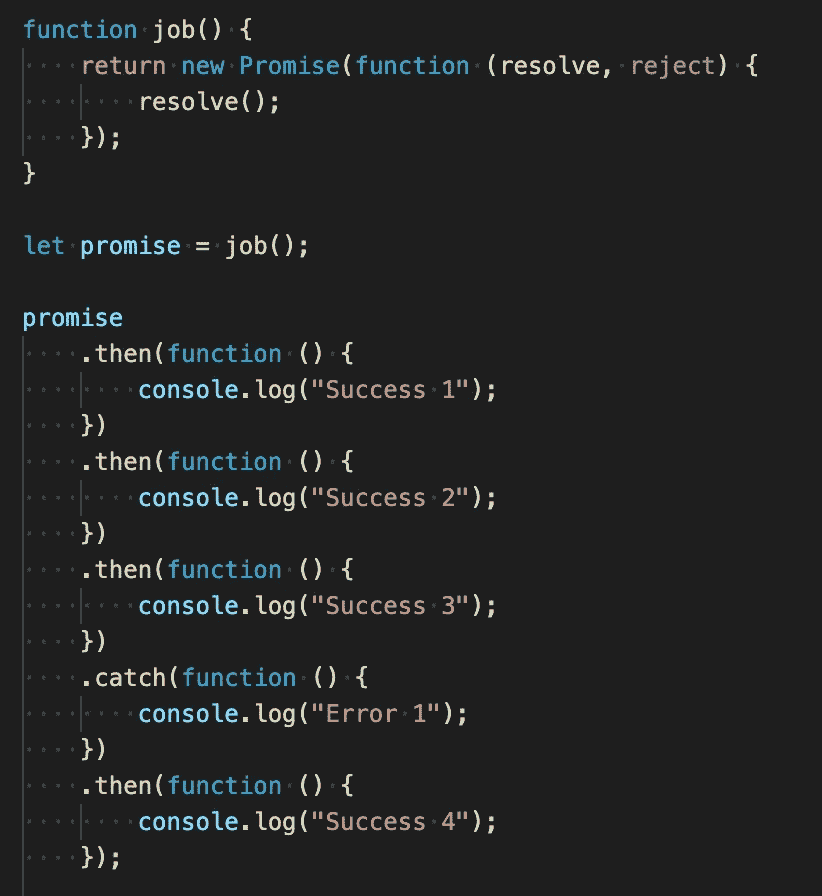 function job() {
    return new Promise(function (resolve, reject) {
        resolve();
    });
}

let promise = job();

promise
    .then(function () {
        console.log("Success 1");
    })
    .then(function () {
        console.log("Success 2");
    })
    .then(function () {
        console.log("Success 3");
    })
    .catch(function () {
        console.log("Error 1");
    })
    .then(function () {
        console.log("Success 4");
    });